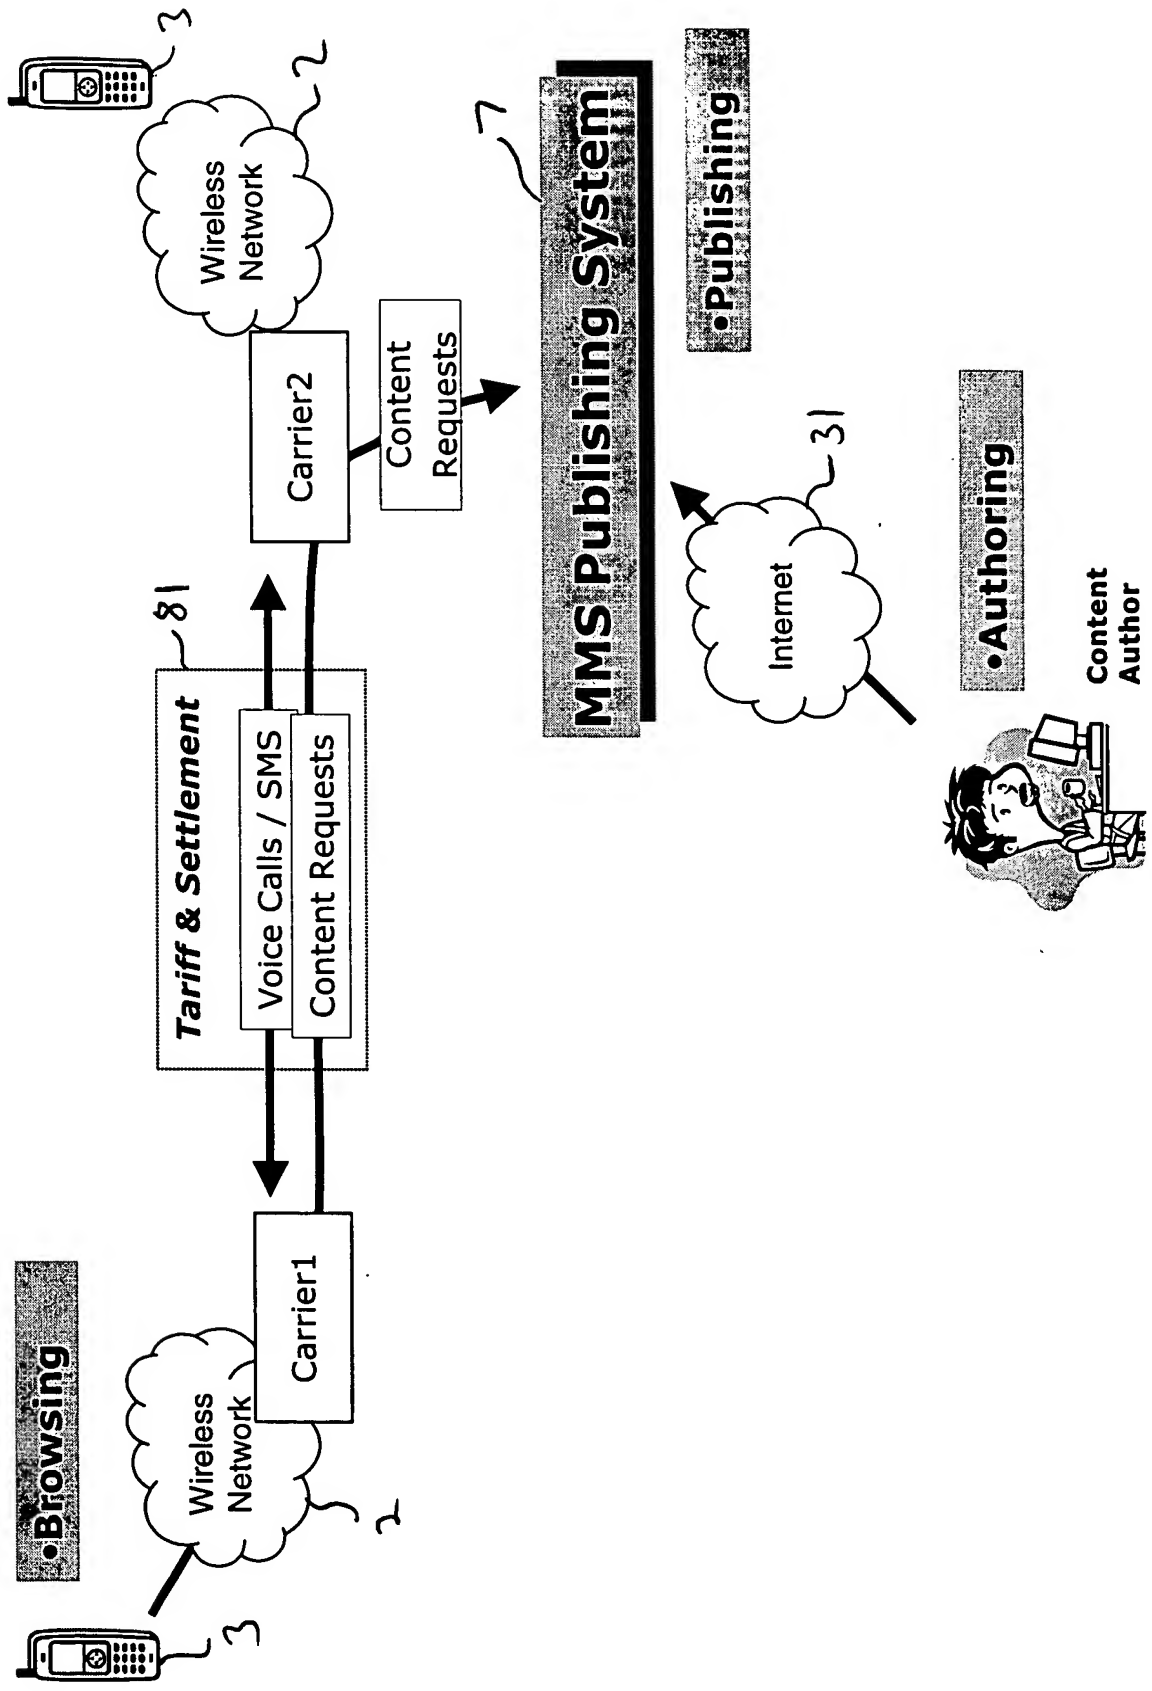 •Browsing
3
Wireless
Network
2
Carrier1
Tariff & Settlement
81
Voice Calls / SMS
Content Requests
Carrier2
Wireless
Network
2
3
Content
Requests
7
MMS Publishing System
•Publishing
Internet
31
•Authoring
Content
Author